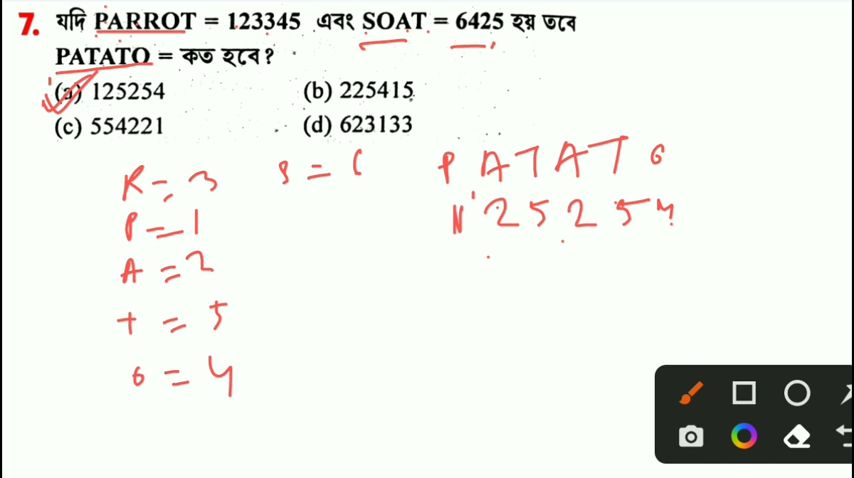 7. যদি PARROT = 123345 এবং SOAT = 6425 হয় তবে
PATATO = কত হবে?
(a) 125254 (b) 225415
(c) 554221 (d) 623133
R = 3
P = 1
A = 2
T = 5
O = 4
S = 6
P A T A T O
1 2 5 2 5 4